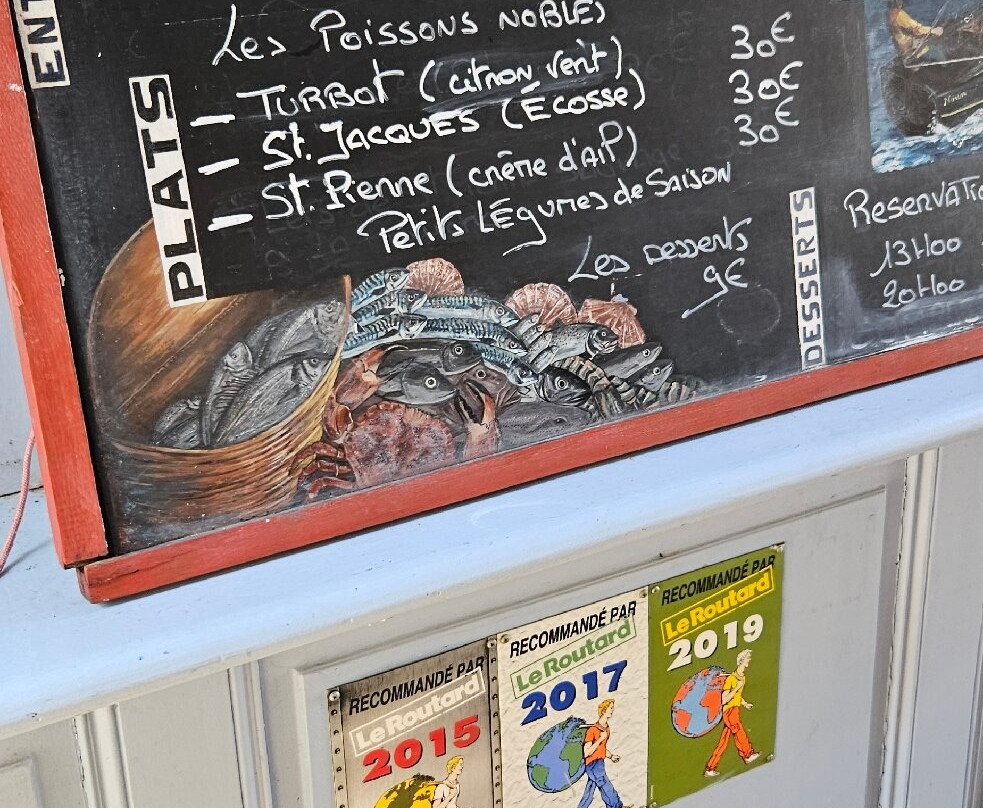 ENT
Les Poissons NOBLES
PLATS
— TURBOT (citron vert) 30€
— St. JACQUES (Écosse) 30€
— St. Pierre (crème d'Ail) 30€
Petits LÉgumes de Saison
Les desserts
9€
DESSERTS
Reservatio
13h00
20h00
RECOMMANDÉ PAR
Le Routard
2015
RECOMMANDÉ PAR
Le Routard
2017
RECOMMANDÉ PAR
Le Routard
2019